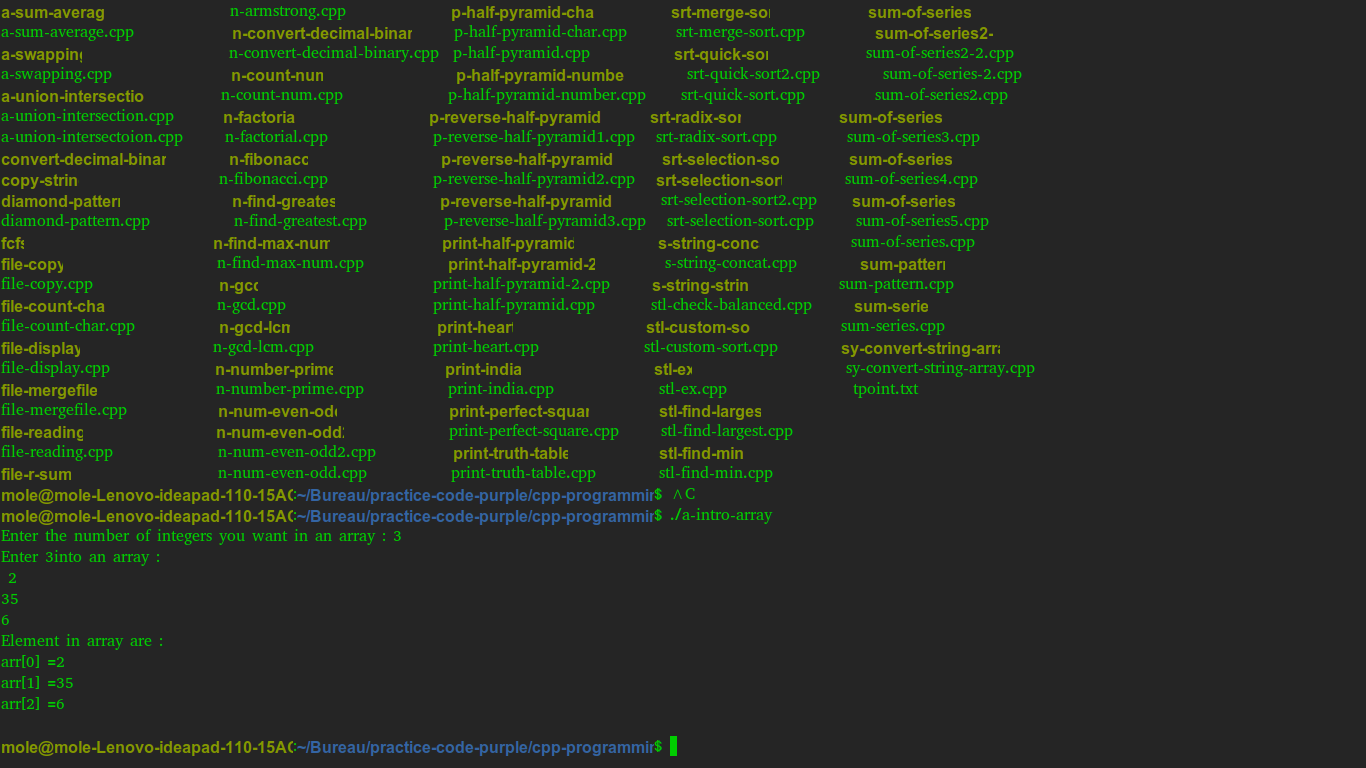 a-sum-averag n-armstrong.cpp p-half-pyramid-cha srt-merge-so sum-of-series
a-sum-average.cpp n-convert-decimal-binar p-half-pyramid-char.cpp srt-merge-sort.cpp sum-of-series2-
a-swapping n-convert-decimal-binary.cpp p-half-pyramid.cpp srt-quick-sor sum-of-series2-2.cpp
a-swapping.cpp n-count-num p-half-pyramid-numbe srt-quick-sort2.cpp sum-of-series-2.cpp
a-union-intersectio n-count-num.cpp p-half-pyramid-number.cpp srt-quick-sort.cpp sum-of-series2.cpp
a-union-intersection.cpp n-factoria p-reverse-half-pyramid srt-radix-sor sum-of-series
a-union-intersectoion.cpp n-factorial.cpp p-reverse-half-pyramid1.cpp srt-radix-sort.cpp sum-of-series3.cpp
convert-decimal-binar n-fibonacc p-reverse-half-pyramid srt-selection-so sum-of-series
copy-strin n-fibonacci.cpp p-reverse-half-pyramid2.cpp srt-selection-sor sum-of-series4.cpp
diamond-pattern n-find-greates p-reverse-half-pyramid srt-selection-sort2.cpp sum-of-series
diamond-pattern.cpp n-find-greatest.cpp p-reverse-half-pyramid3.cpp srt-selection-sort.cpp sum-of-series5.cpp
fcfs n-find-max-num print-half-pyramid s-string-conc sum-of-series.cpp
file-copy n-find-max-num.cpp print-half-pyramid-2 s-string-concat.cpp sum-pattern
file-copy.cpp n-gcd print-half-pyramid-2.cpp s-string-strin sum-pattern.cpp
file-count-cha n-gcd.cpp print-half-pyramid.cpp stl-check-balanced.cpp sum-serie
file-count-char.cpp n-gcd-lcm print-heart stl-custom-so sum-series.cpp
file-display n-gcd-lcm.cpp print-heart.cpp stl-custom-sort.cpp sy-convert-string-arra
file-display.cpp n-number-prime print-india stl-ex sy-convert-string-array.cpp
file-mergefile n-number-prime.cpp print-india.cpp stl-ex.cpp tpoint.txt
file-mergefile.cpp n-num-even-odd print-perfect-squar stl-find-larges
file-reading n-num-even-odd2 print-perfect-square.cpp stl-find-largest.cpp
file-reading.cpp n-num-even-odd2.cpp print-truth-table stl-find-min
file-r-sum n-num-even-odd.cpp print-truth-table.cpp stl-find-min.cpp
mole@mole-Lenovo-ideapad-110-15AC:~/Bureau/practice-code-purple/cpp-programmin$ ^C
mole@mole-Lenovo-ideapad-110-15AC:~/Bureau/practice-code-purple/cpp-programmin$ ./a-intro-array
Enter the number of integers you want in an array : 3
Enter 3into an array :
2
35
6
Element in array are :
arr[0] =2
arr[1] =35
arr[2] =6
mole@mole-Lenovo-ideapad-110-15AC:~/Bureau/practice-code-purple/cpp-programmin$